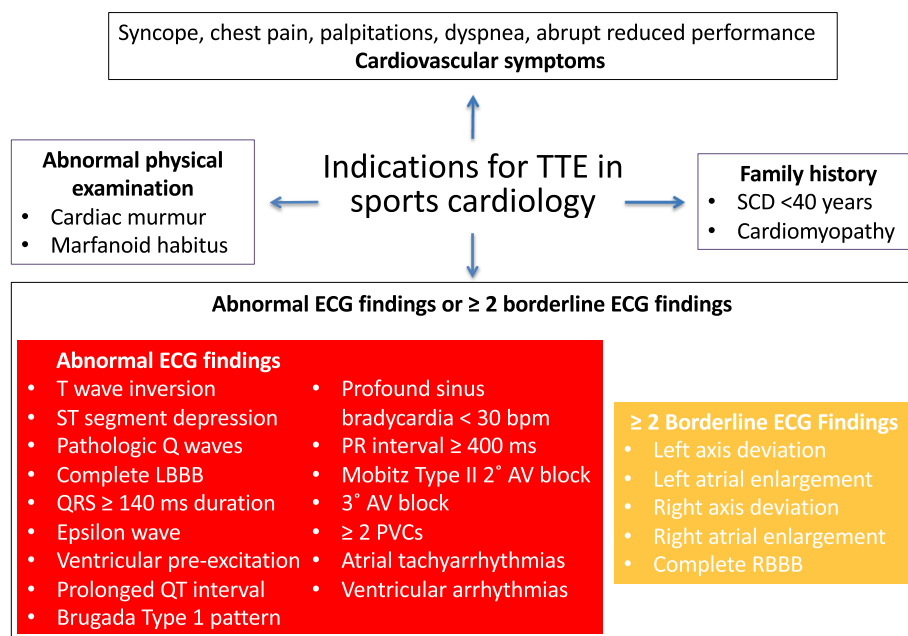 Syncope, chest pain, palpitations, dyspnea, abrupt reduced performance
Cardiovascular symptoms
Abnormal physical
examination
• Cardiac murmur
• Marfanoid habitus
Indications for TTE in
sports cardiology
Family history
• SCD <40 years
• Cardiomyopathy
Abnormal ECG findings or ≥ 2 borderline ECG findings
Abnormal ECG findings
• T wave inversion
• ST segment depression
• Pathologic Q waves
• Complete LBBB
• QRS ≥ 140 ms duration
• Epsilon wave
• Ventricular pre-excitation
• Prolonged QT interval
• Brugada Type 1 pattern
• Profound sinus
bradycardia < 30 bpm
• PR interval ≥ 400 ms
• Mobitz Type II 2˚ AV block
• 3˚ AV block
• ≥ 2 PVCs
• Atrial tachyarrhythmias
• Ventricular arrhythmias
≥ 2 Borderline ECG Findings
• Left axis deviation
• Left atrial enlargement
• Right axis deviation
• Right atrial enlargement
• Complete RBBB